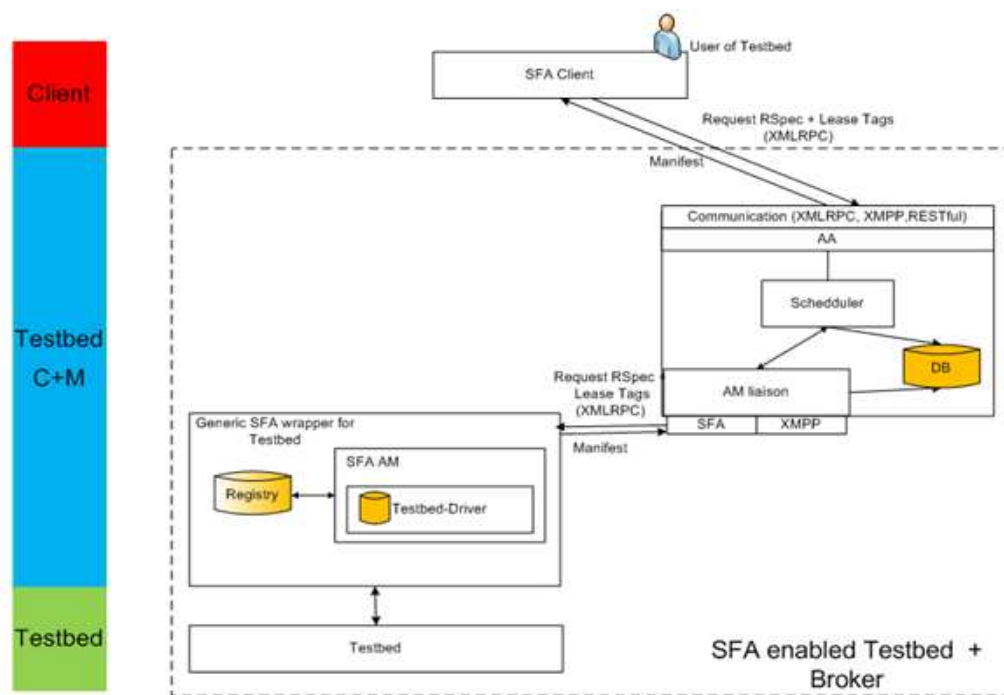 Client
Testbed
C+M
Testbed
User of Testbed
SFA Client
Request RSpec + Lease Tags
(XMLRPC)
Manifest
Communication (XMLRPC, XMPP,RESTful)
AA
Schedduler
DB
AM liaison
SFA
XMPP
Request RSpec
Lease Tags
(XMLRPC)
Manifest
Generic SFA wrapper for
Testbed
SFA AM
Registry
Testbed-Driver
Testbed
SFA enabled Testbed +
Broker